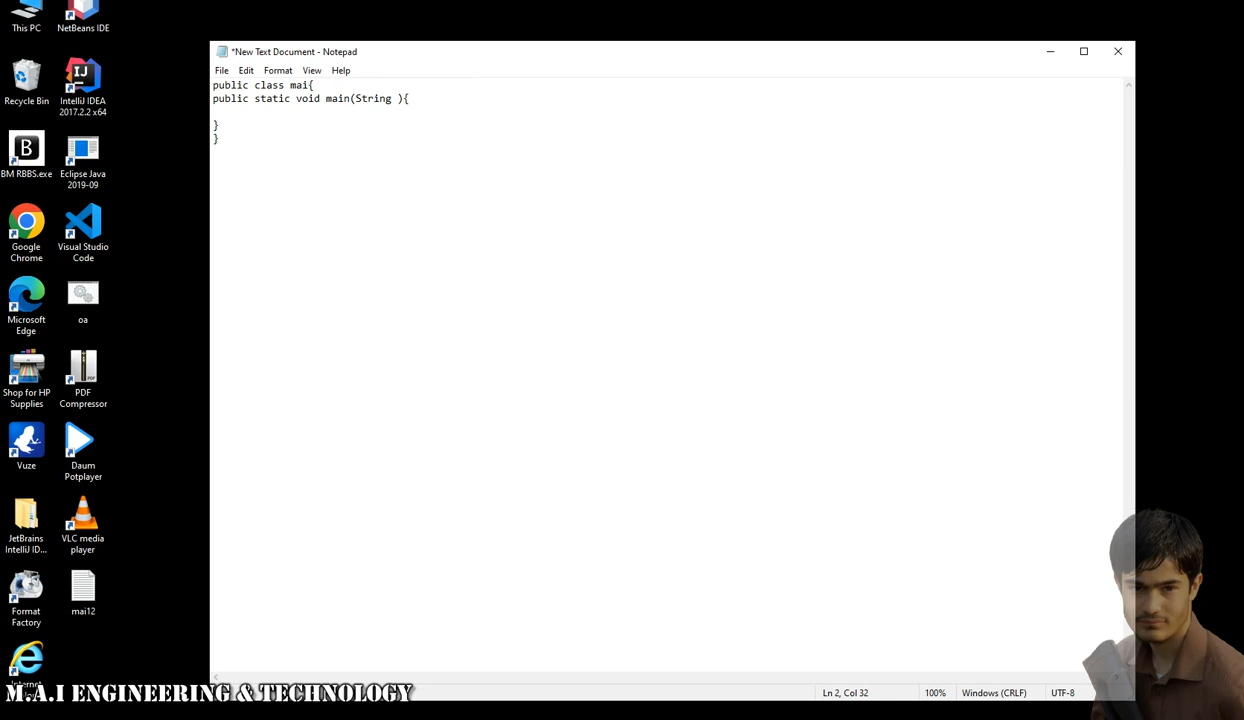 This PC
NetBeans IDE
*New Text Document - Notepad
File Edit Format View Help
public class mai{
public static void main(String ){
}
}
Recycle Bin
IntelliJ IDEA
2017.2.2 x64
BM RBBS.exe
Eclipse Java
2019-09
Google
Chrome
Visual Studio
Code
Microsoft
Edge
oa
Shop for HP
Supplies
PDF
Compressor
Vuze
Daum
Potplayer
JetBrains
IntelliJ ID...
VLC media
player
Format
Factory
mai12
M.A.I ENGINEERING & TECHNOLOGY
Ln 2, Col 32
100%
Windows (CRLF)
UTF-8